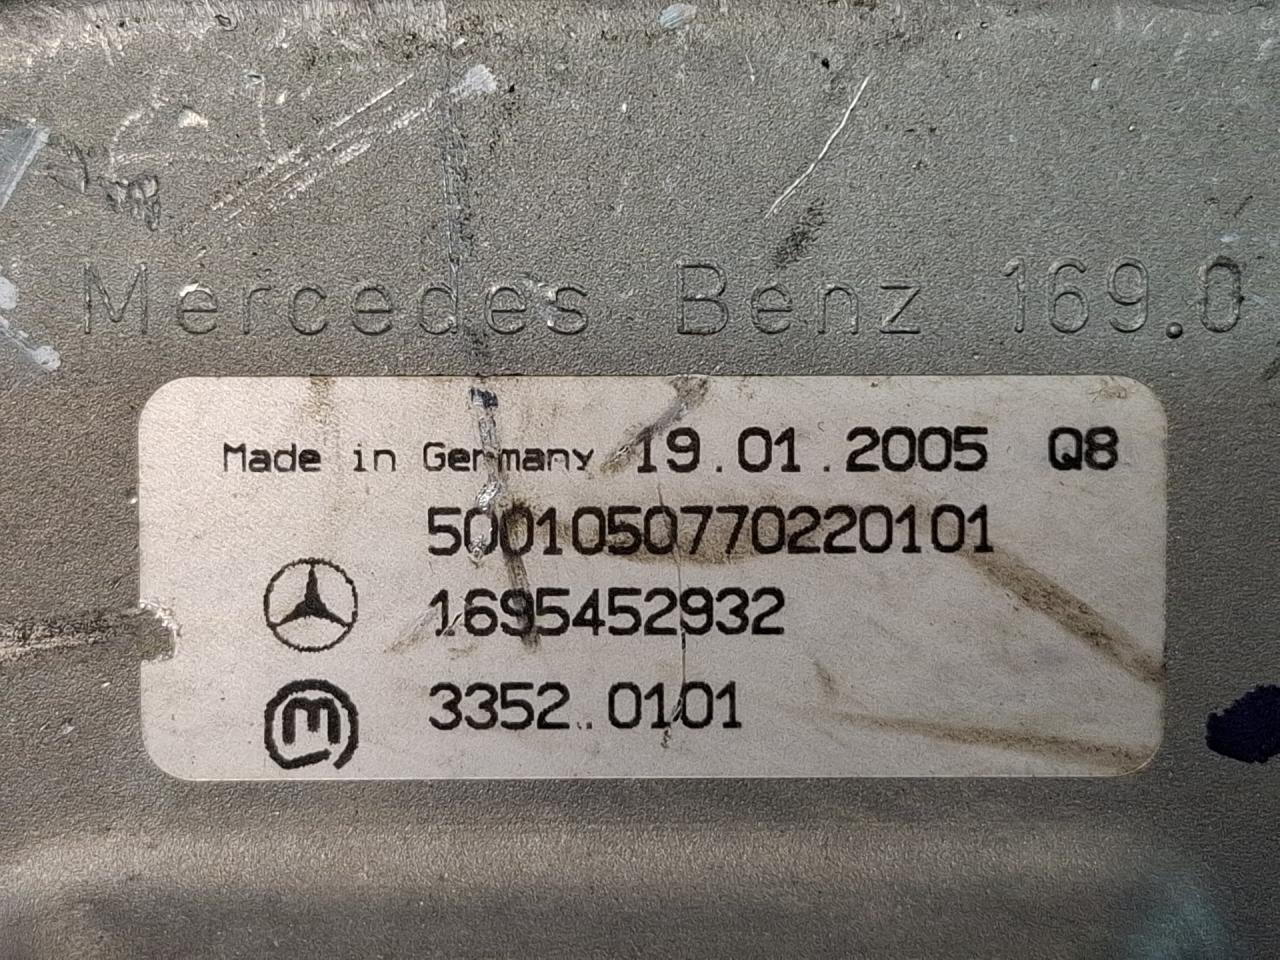 Mercedes Benz 169.0
Made in Germany 19.01.2005 Q8
5001050770220101
1695452932
m 3352.0101